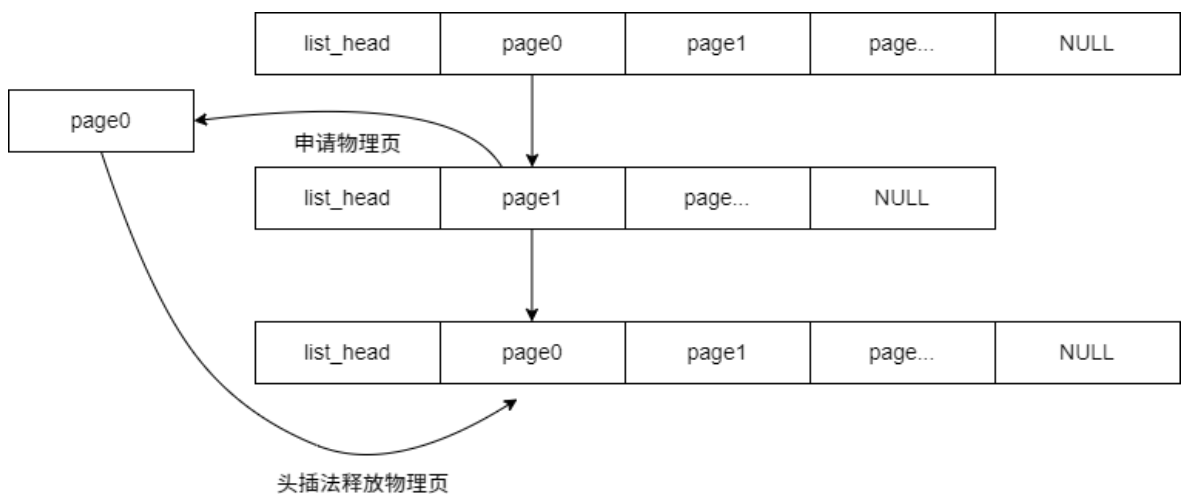 list_head page0 page1 page... NULL
page0
申请物理页
list_head page1 page... NULL
list_head page0 page1 page... NULL
头插法释放物理页